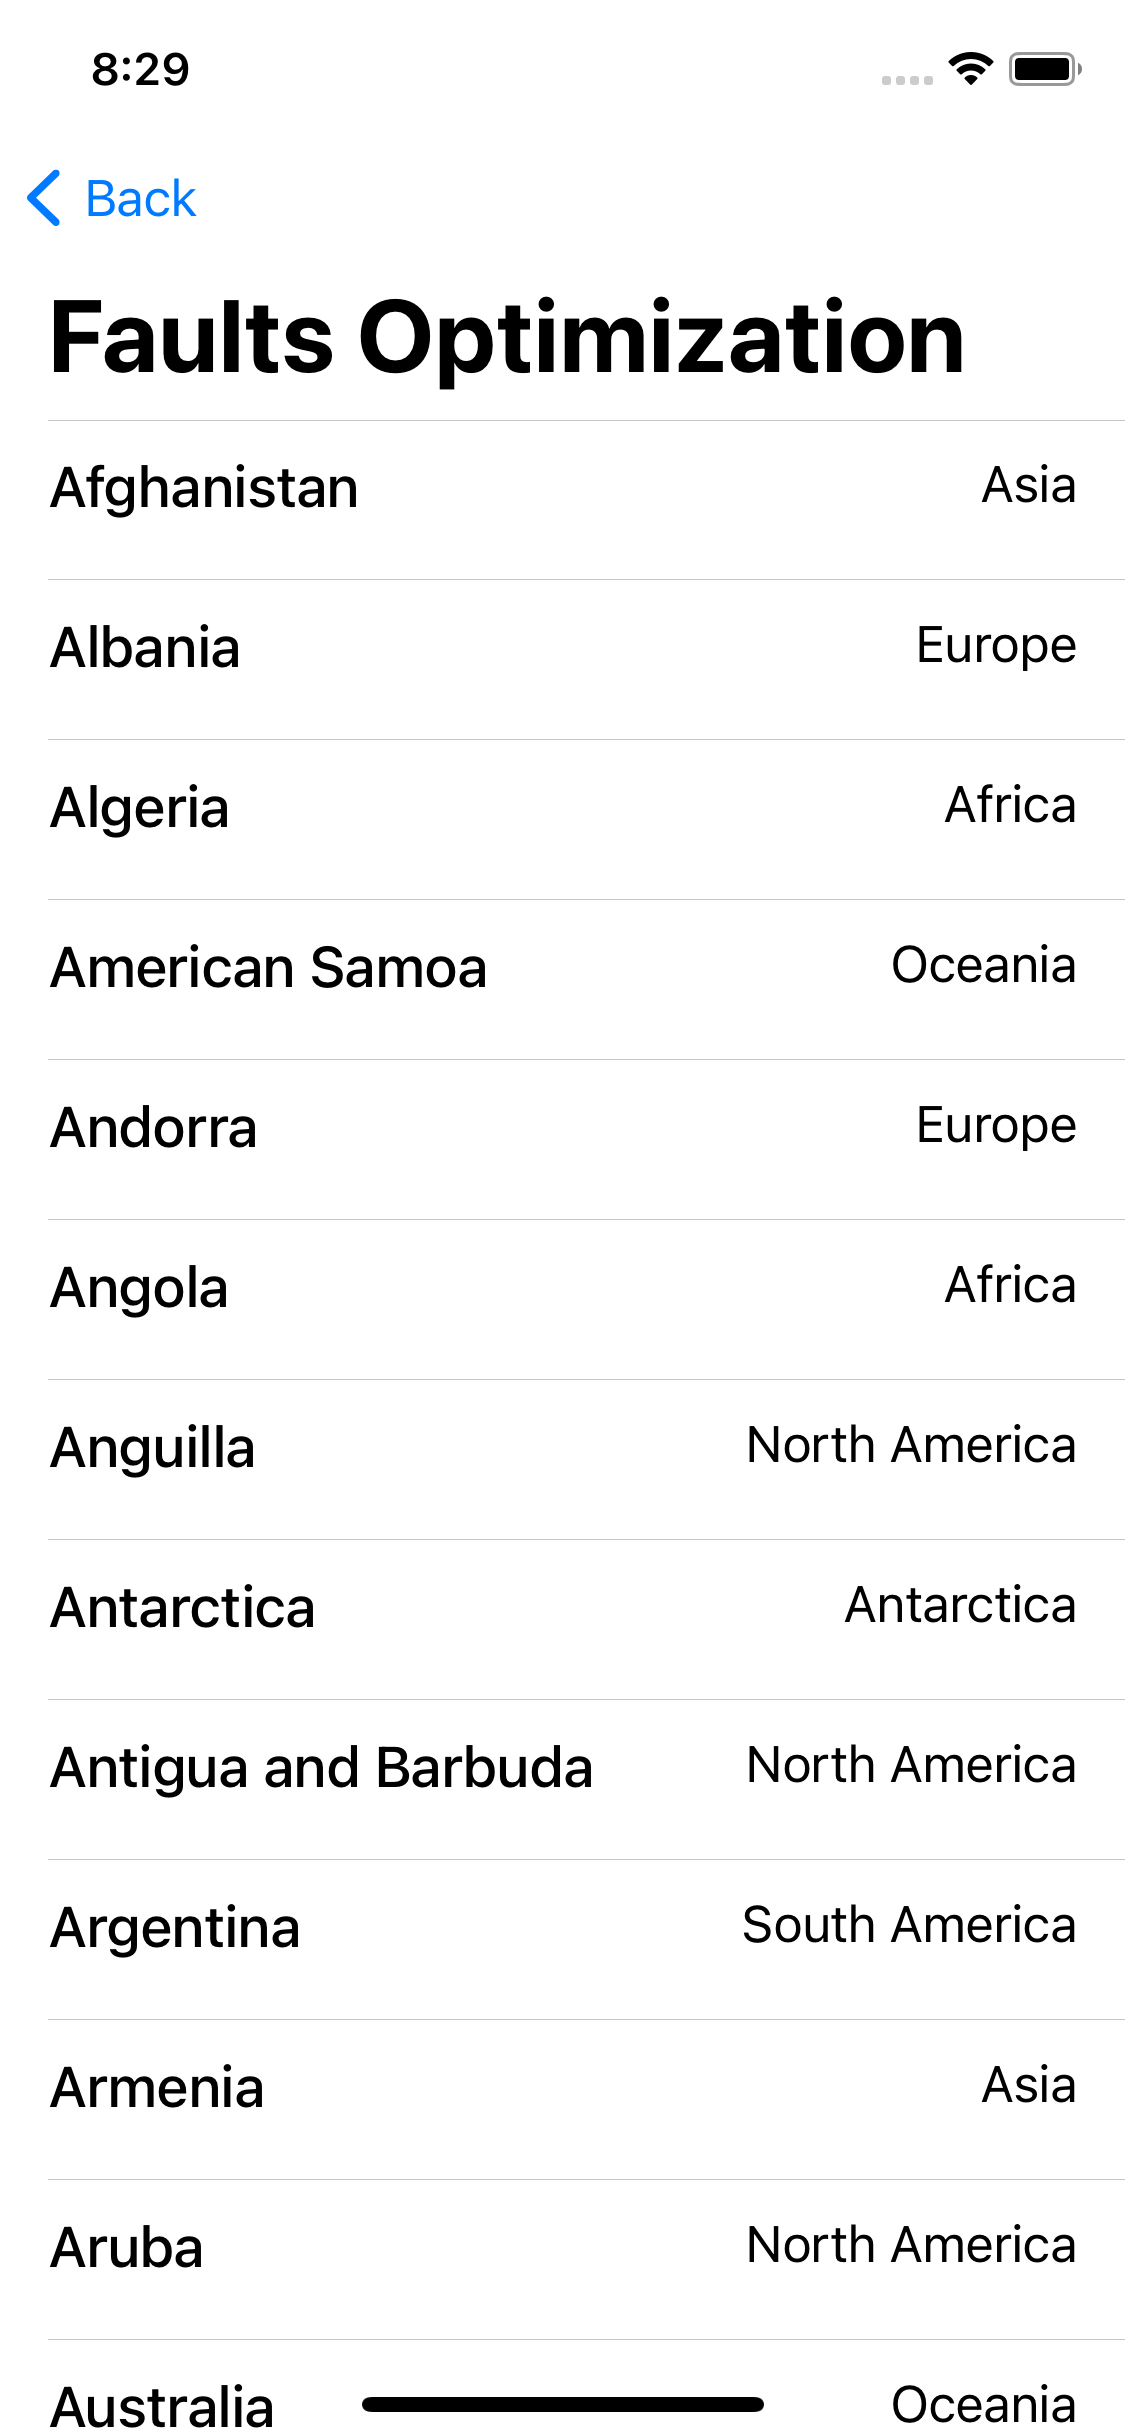 8:29
Back
Faults Optimization
Afghanistan Asia
Albania Europe
Algeria Africa
American Samoa Oceania
Andorra Europe
Angola Africa
Anguilla North America
Antarctica Antarctica
Antigua and Barbuda North America
Argentina South America
Armenia Asia
Aruba North America
Australia Oceania